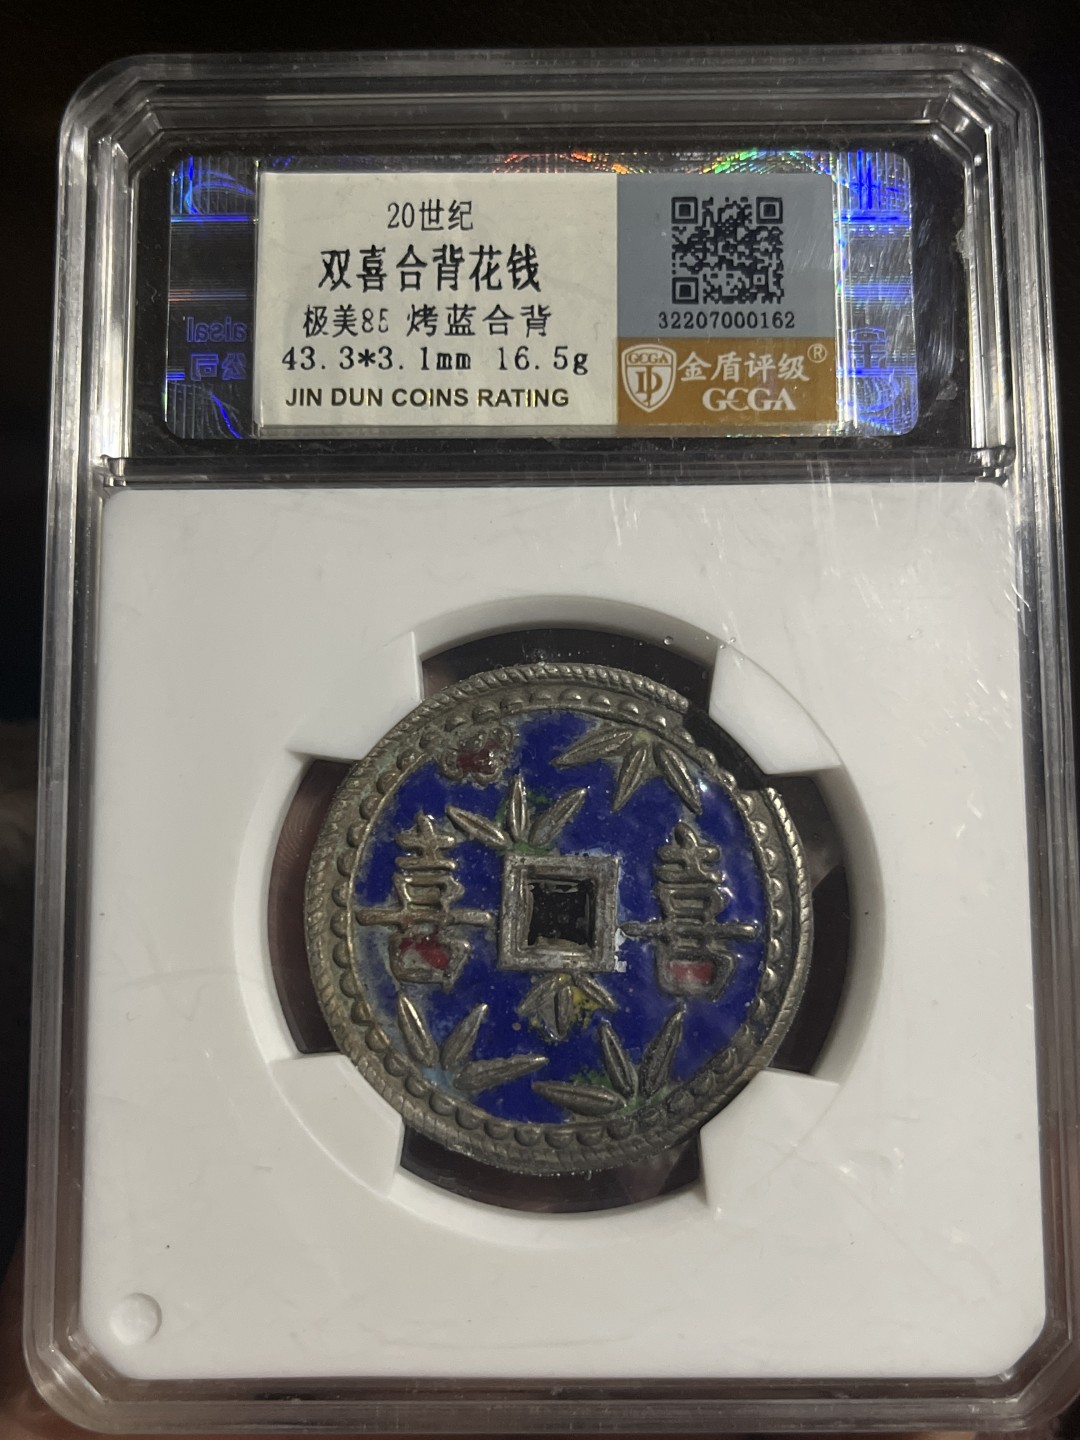 20世纪
双喜合背花钱
极美85 烤蓝合背
43.3*3.1mm 16.5g
JIN DUN COINS RATING
32207000162
GCGA
金盾评级®
GCGA
喜 喜